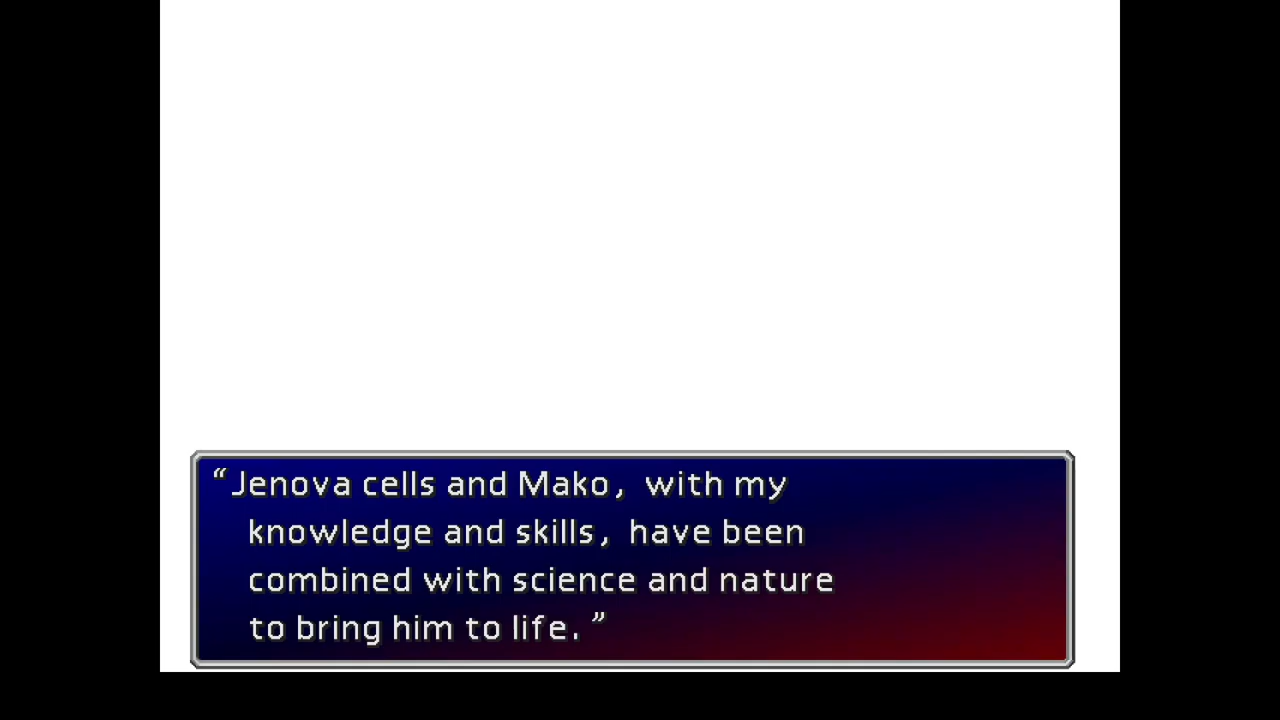 “Jenova cells and Mako, with my
knowledge and skills, have been
combined with science and nature
to bring him to life.”